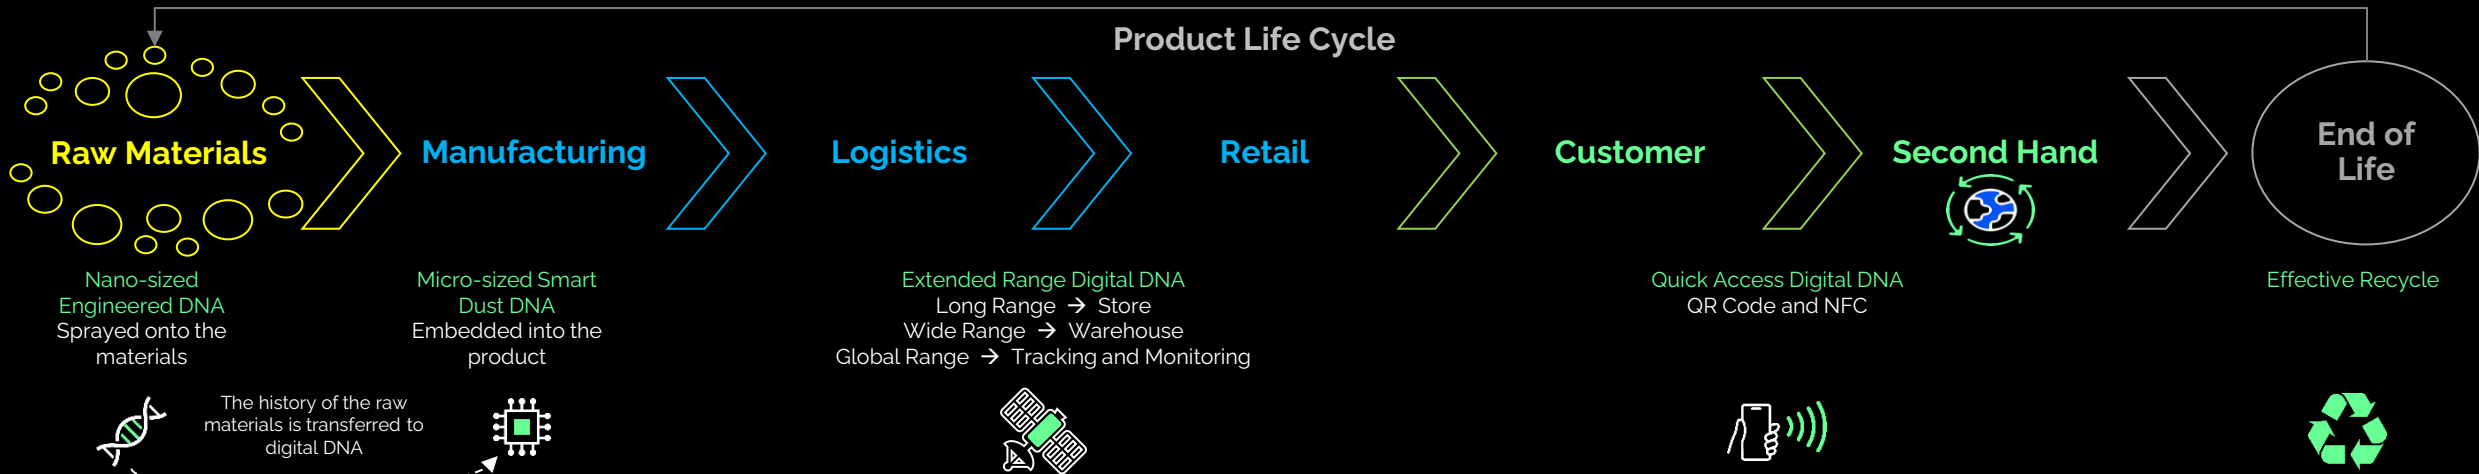 Product Life Cycle
Raw Materials
Manufacturing
Logistics
Retail
Customer
Second Hand
End of
Life
Nano-sized
Engineered DNA
Sprayed onto the
materials
Micro-sized Smart
Dust DNA
Embedded into the
product
Extended Range Digital DNA
Long Range → Store
Wide Range → Warehouse
Global Range → Tracking and Monitoring
Quick Access Digital DNA
QR Code and NFC
Effective Recycle
The history of the raw
materials is transferred to
digital DNA